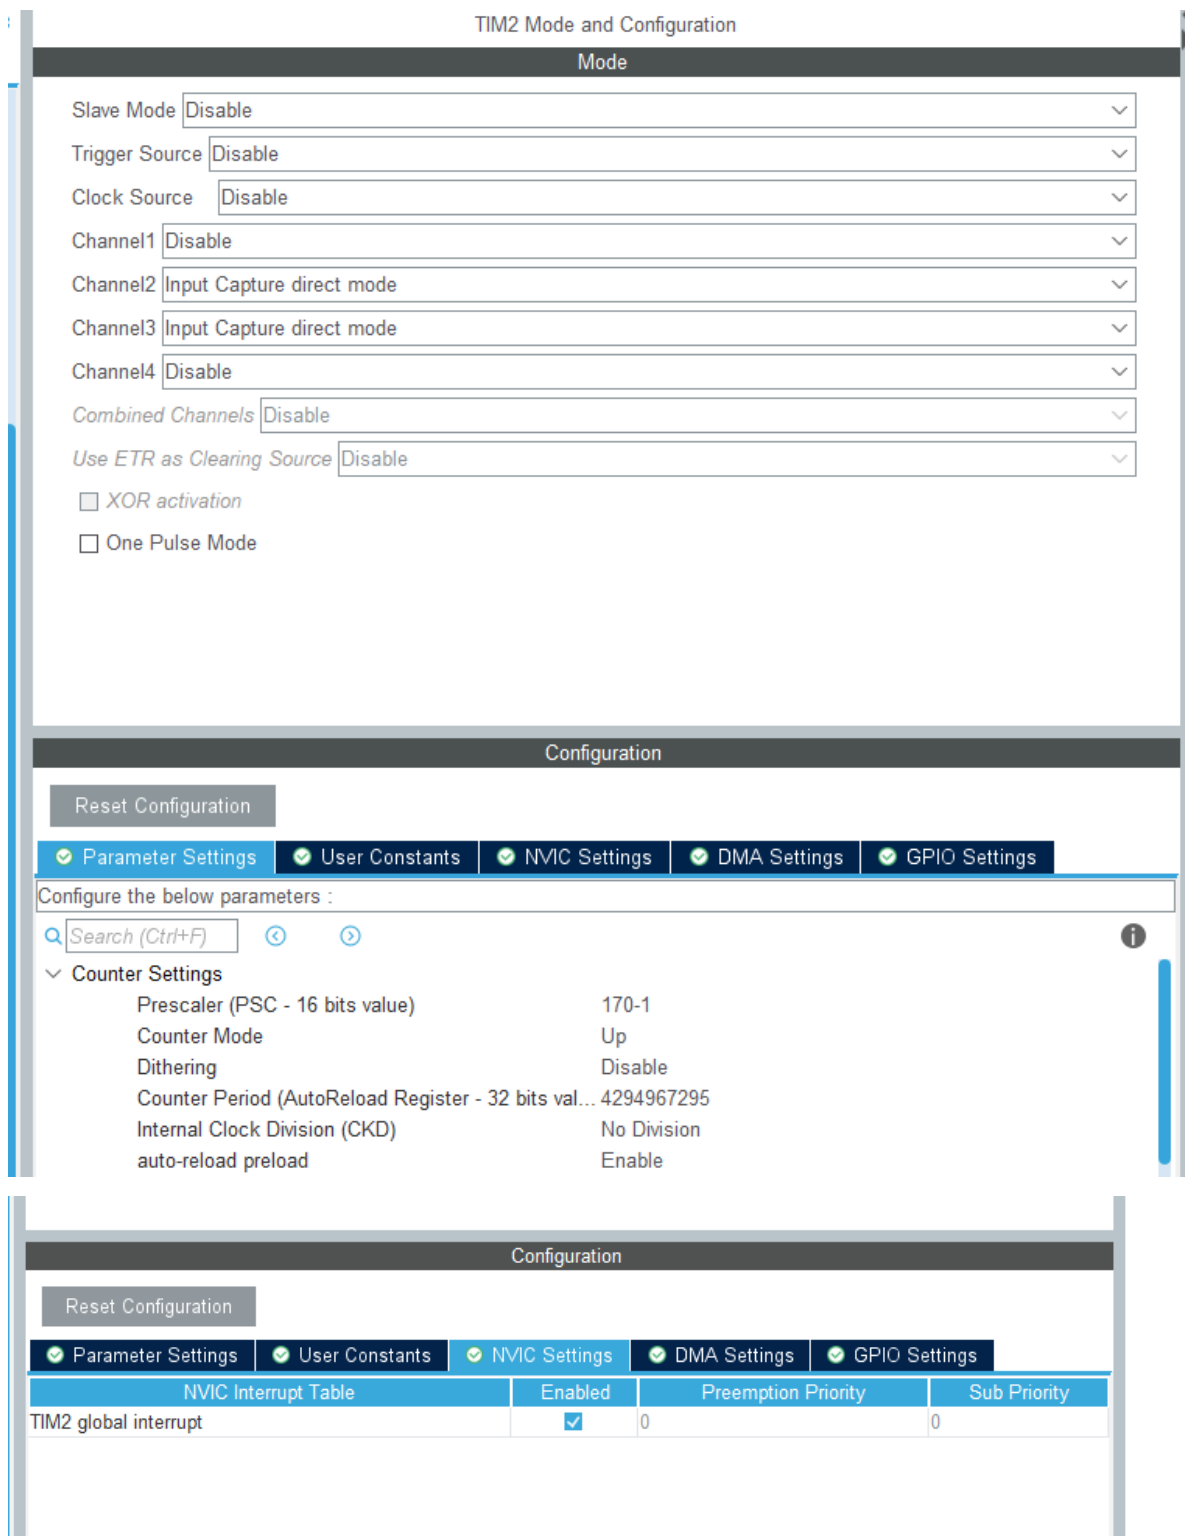 TIM2 Mode and Configuration
Mode
Slave Mode Disable
Trigger Source Disable
Clock Source Disable
Channel1 Disable
Channel2 Input Capture direct mode
Channel3 Input Capture direct mode
Channel4 Disable
Combined Channels Disable
Use ETR as Clearing Source Disable
XOR activation
One Pulse Mode
Configuration
Reset Configuration
Parameter Settings User Constants NVIC Settings DMA Settings GPIO Settings
Configure the below parameters :
Search (Ctrl+F)
Counter Settings
Prescaler (PSC - 16 bits value) 170-1
Counter Mode Up
Dithering Disable
Counter Period (AutoReload Register - 32 bits val... 4294967295
Internal Clock Division (CKD) No Division
auto-reload preload Enable
Configuration
Reset Configuration
Parameter Settings User Constants NVIC Settings DMA Settings GPIO Settings
NVIC Interrupt Table Enabled Preemption Priority Sub Priority
TIM2 global interrupt 0 0